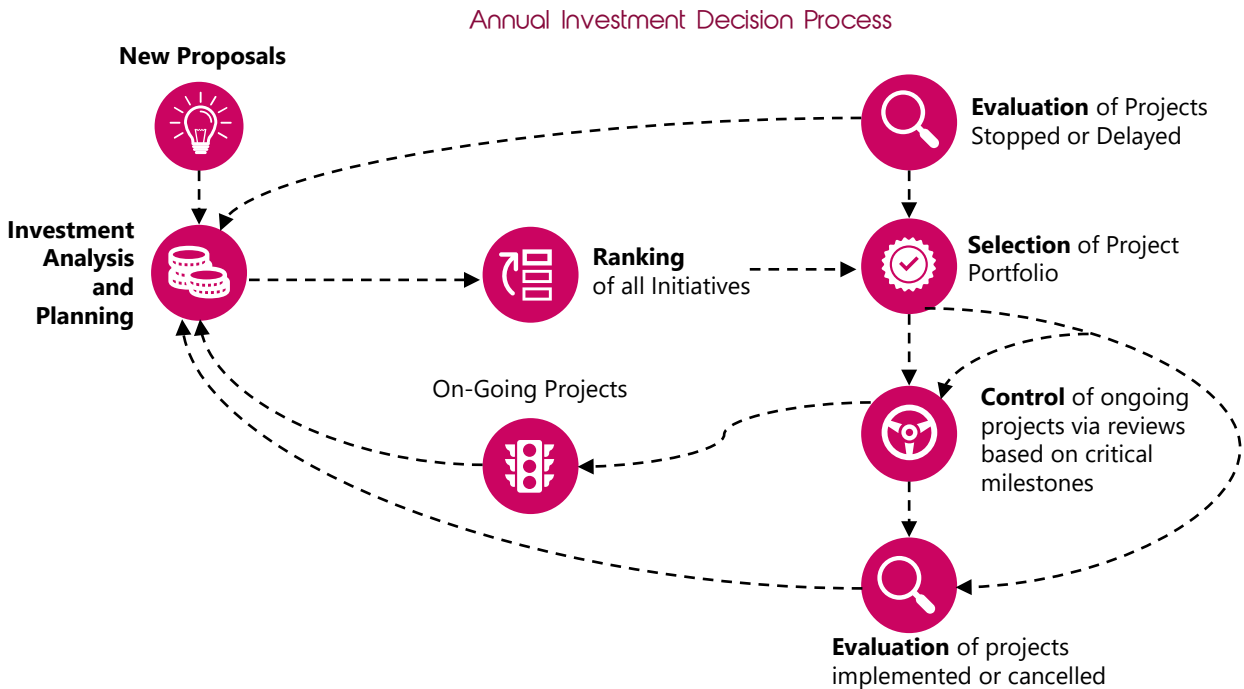 Annual Investment Decision Process
New Proposals
Evaluation of Projects
Stopped or Delayed
Investment
Analysis
and
Planning
Ranking
of all Initiatives
Selection of Project
Portfolio
On-Going Projects
Control of ongoing
projects via reviews
based on critical
milestones
Evaluation of projects
implemented or cancelled